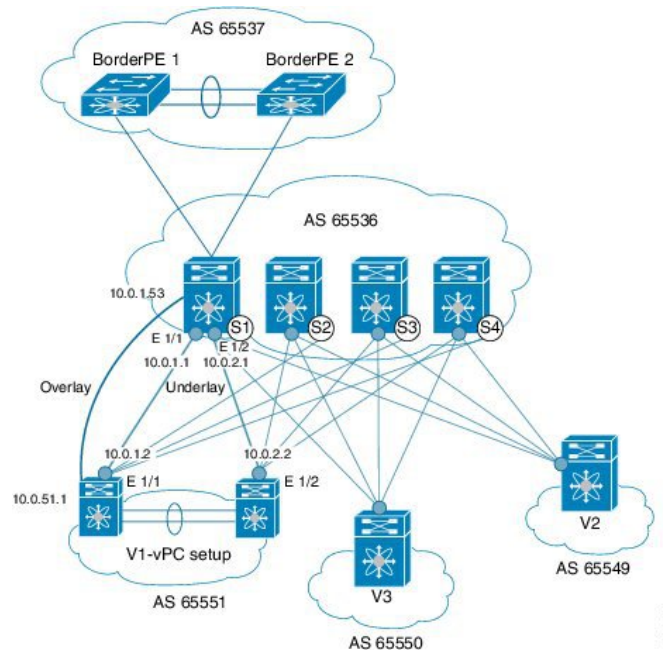 AS 65537
BorderPE 1
BorderPE 2
AS 65536
10.0.1.53
S1
S2
S3
S4
E 1/1
E 1/2
10.0.1.1
10.0.2.1
Overlay
Underlay
10.0.1.2
10.0.2.2
E 1/1
E 1/2
10.0.51.1
V1-vPC setup
AS 65551
V3
AS 65550
V2
AS 65549